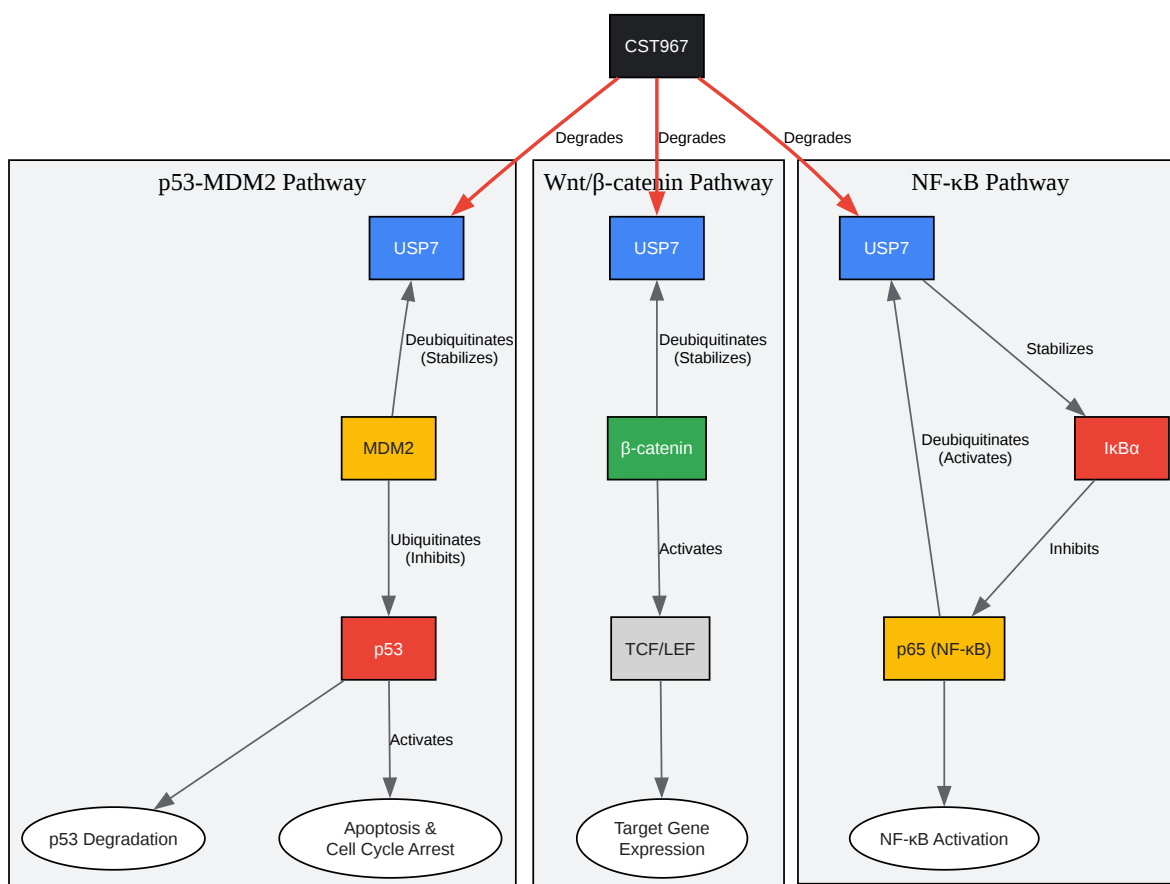 CST967
Degrades
Degrades
Degrades
p53-MDM2 Pathway
Wnt/β-catenin Pathway
NF-κB Pathway
USP7
USP7
USP7
Deubiquitinates
(Stabilizes)
Deubiquitinates
(Stabilizes)
Stabilizes
Deubiquitinates
(Activates)
MDM2
β-catenin
IκBα
Ubiquitinates
(Inhibits)
Activates
Inhibits
p53
TCF/LEF
p65 (NF-κB)
Activates
p53 Degradation
Apoptosis &
Cell Cycle Arrest
Target Gene
Expression
NF-κB Activation